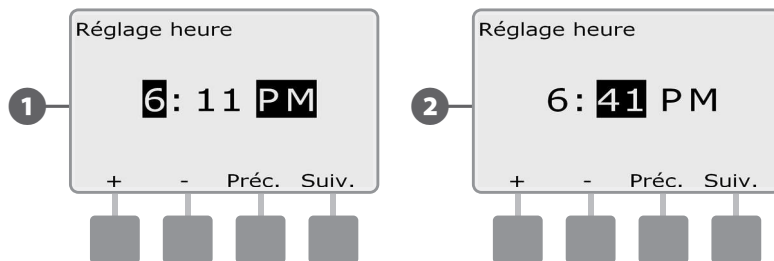 Réglage heure
1
6: 11 PM
+ - Préc. Suiv.
Réglage heure
2
6: 41 PM
+ - Préc. Suiv.